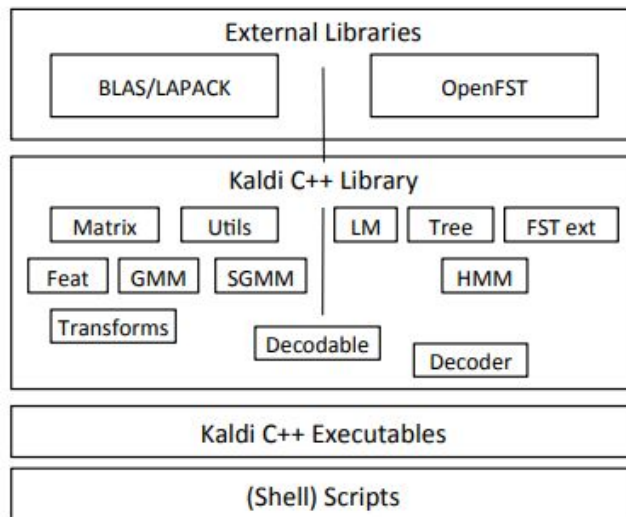 External Libraries
BLAS/LAPACK OpenFST
Kaldi C++ Library
Matrix Utils LM Tree FST ext
Feat GMM SGMM HMM
Transforms
Decodable
Decoder
Kaldi C++ Executables
(Shell) Scripts